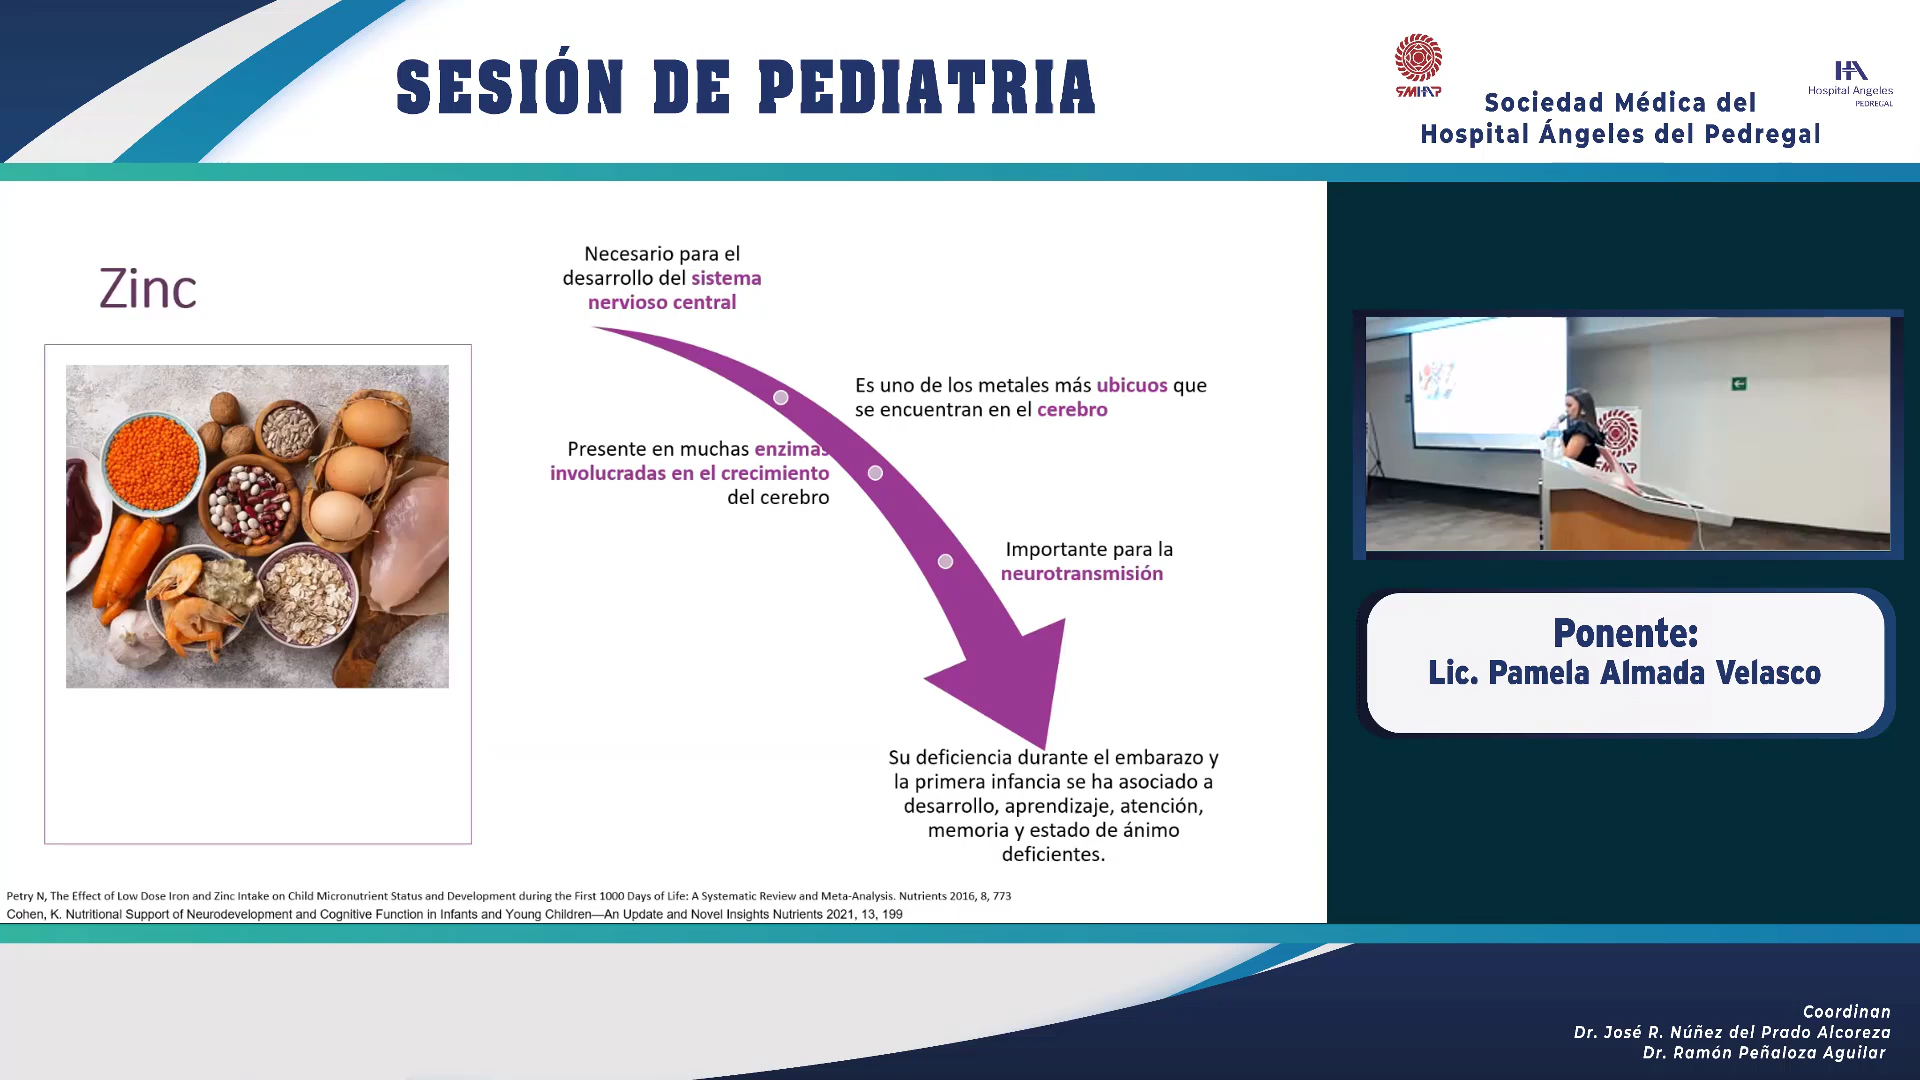 SESIÓN DE PEDIATRIA
SMHAP
Sociedad Médica del
Hospital Ángeles del Pedregal
HA
Hospital Angeles
PEDREGAL
Zinc
Necesario para el
desarrollo del sistema
nervioso central
Es uno de los metales más ubicuos que
se encuentran en el cerebro
Presente en muchas enzimas
involucradas en el crecimiento
del cerebro
Importante para la
neurotransmisión
Su deficiencia durante el embarazo y
la primera infancia se ha asociado a
desarrollo, aprendizaje, atención,
memoria y estado de ánimo
deficientes.
Petry N, The Effect of Low Dose Iron and Zinc Intake on Child Micronutrient Status and Development during the First 1000 Days of Life: A Systematic Review and Meta-Analysis. Nutrients 2016, 8, 773
Cohen, K. Nutritional Support of Neurodevelopment and Cognitive Function in Infants and Young Children—An Update and Novel Insights Nutrients 2021, 13, 199
SMHAP
Ponente:
Lic. Pamela Almada Velasco
Coordinan
Dr. José R. Núñez del Prado Alcoreza
Dr. Ramón Peñaloza Aguilar